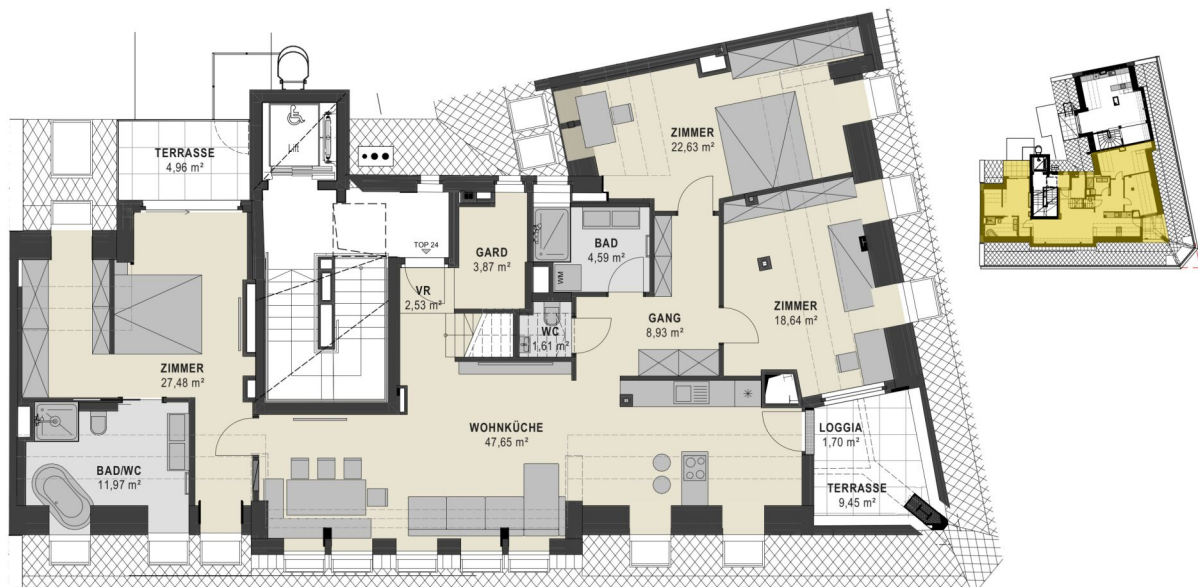 TERRASSE
4,96 m²
Lift
TOP 24
GARD
3,87 m²
VR
2,53 m²
BAD
4,59 m²
WM
WC
1,61 m²
GANG
8,93 m²
ZIMMER
22,63 m²
ZIMMER
18,64 m²
ZIMMER
27,48 m²
BAD/WC
11,97 m²
WOHNKÜCHE
47,65 m²
LOGGIA
1,70 m²
TERRASSE
9,45 m²